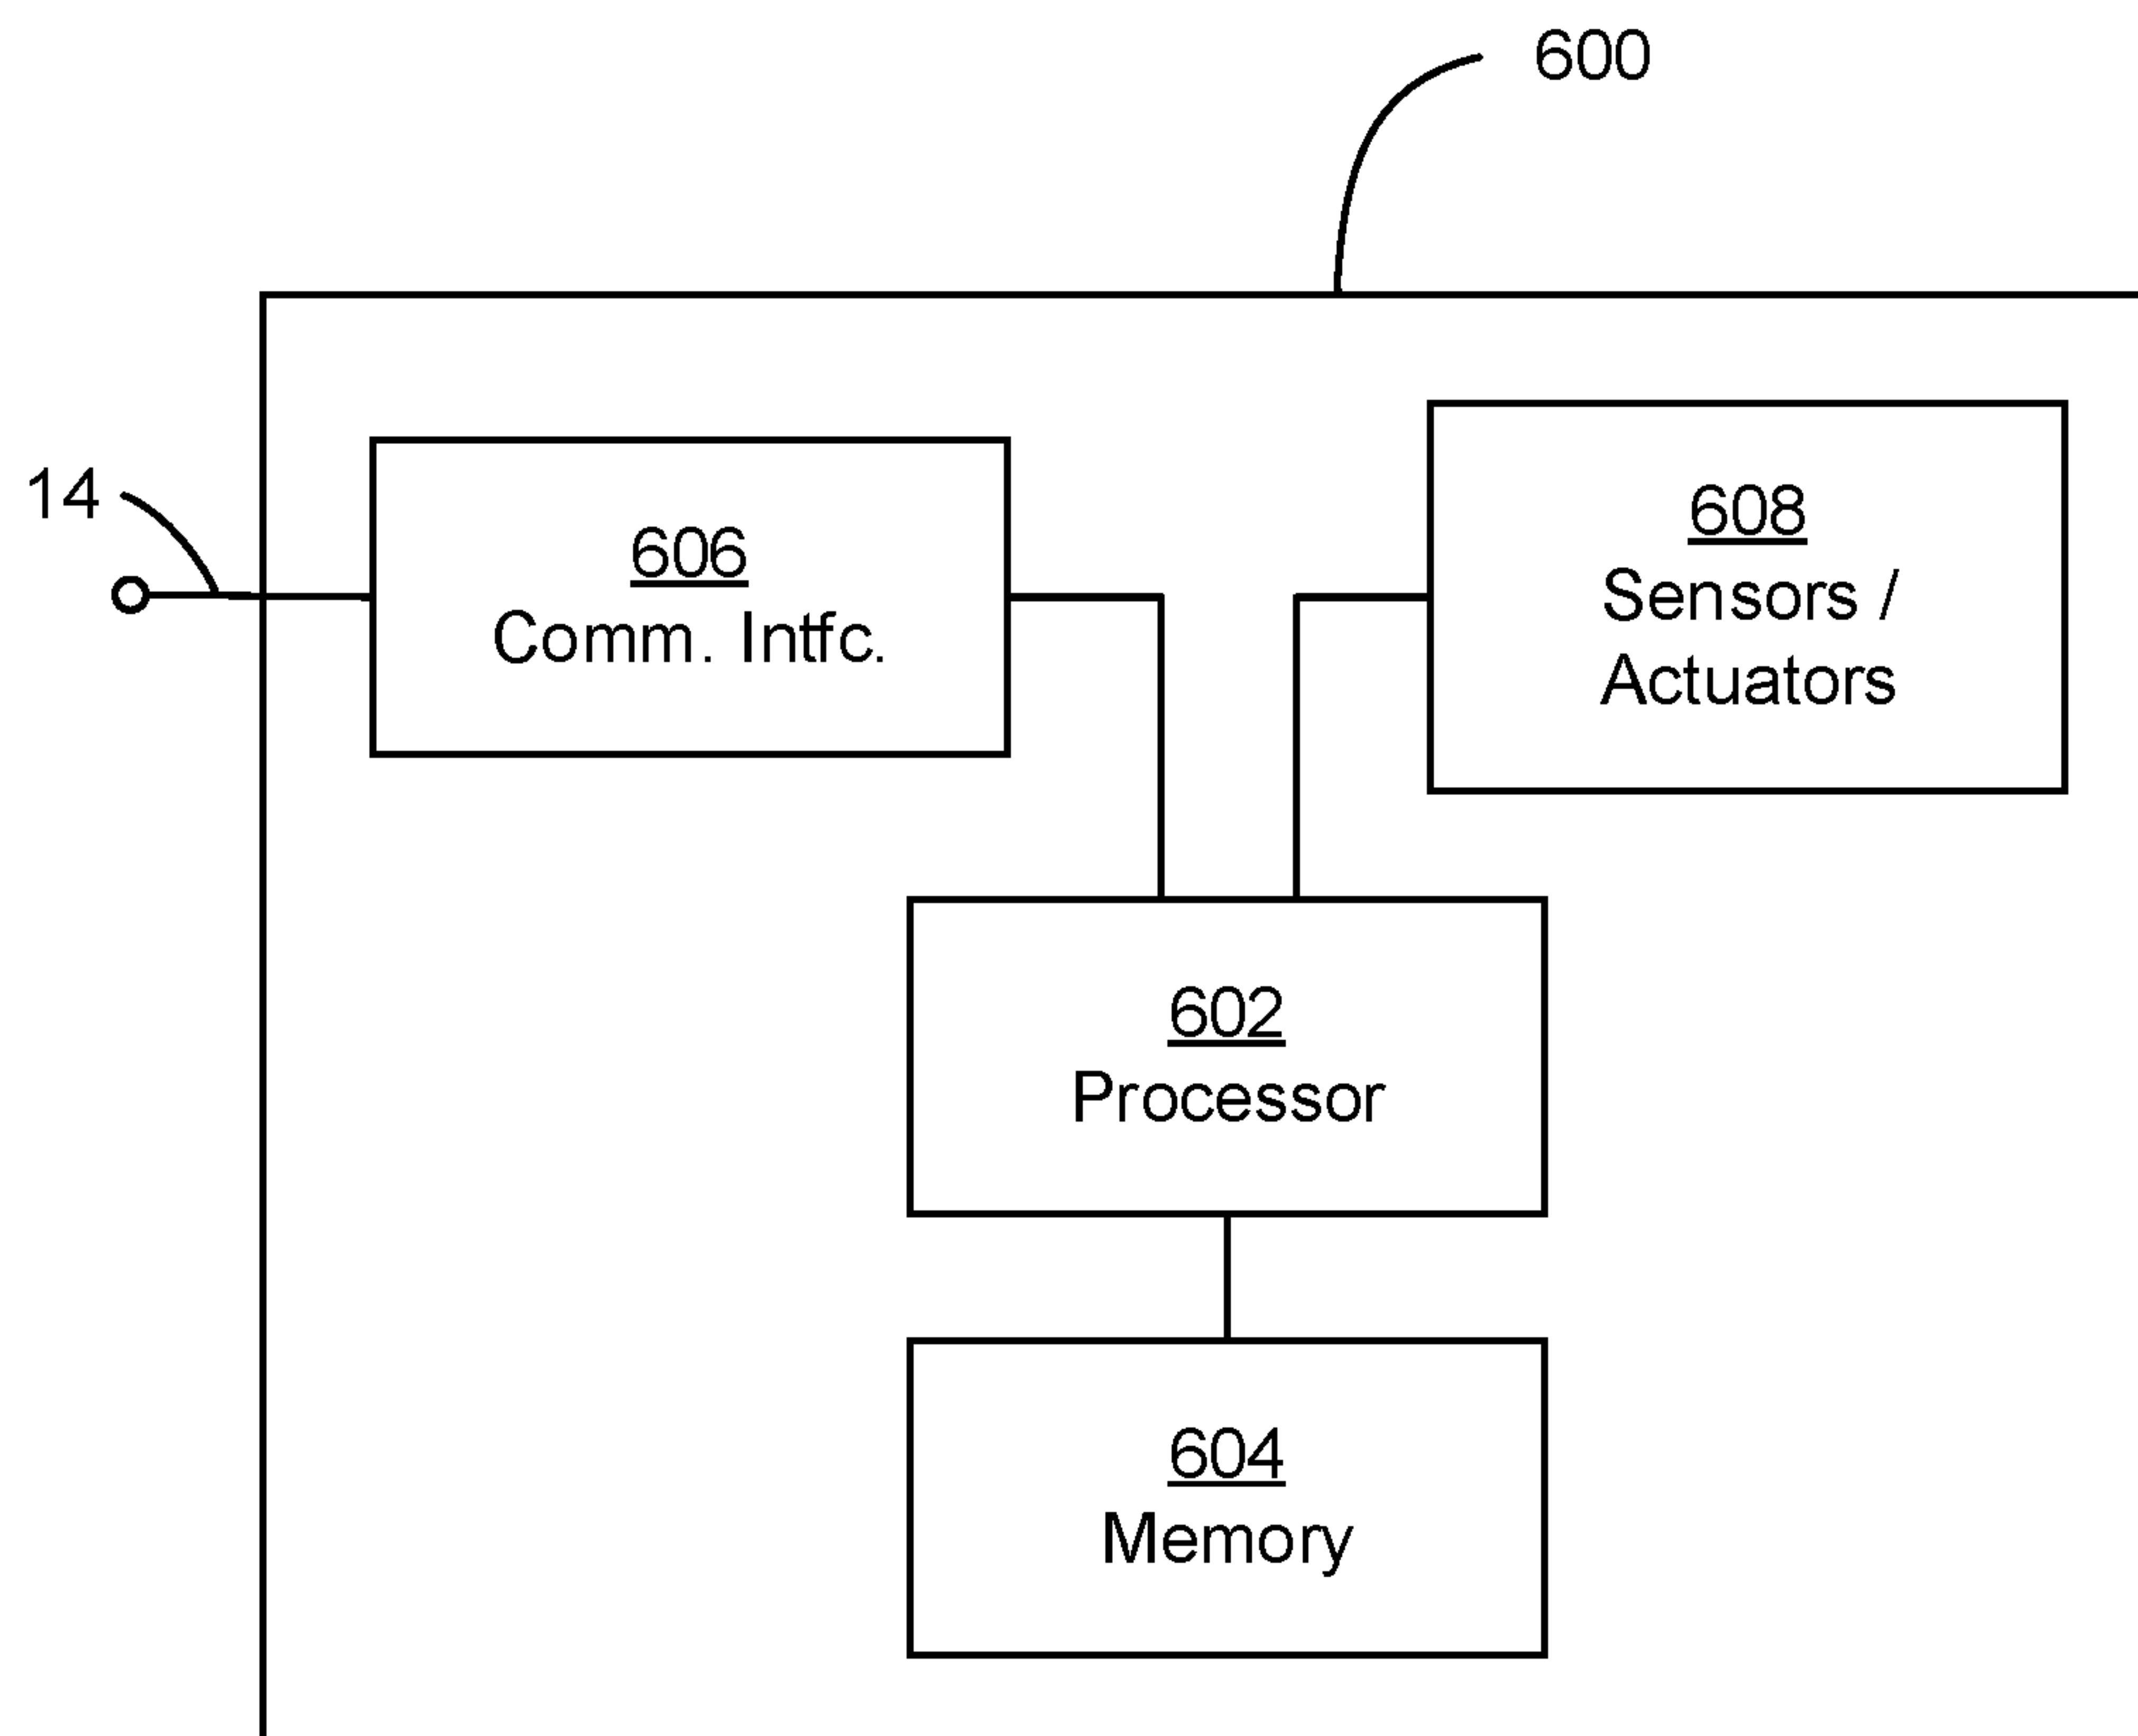 600
14
606
Comm. Intfc.
608
Sensors /
Actuators
602
Processor
604
Memory